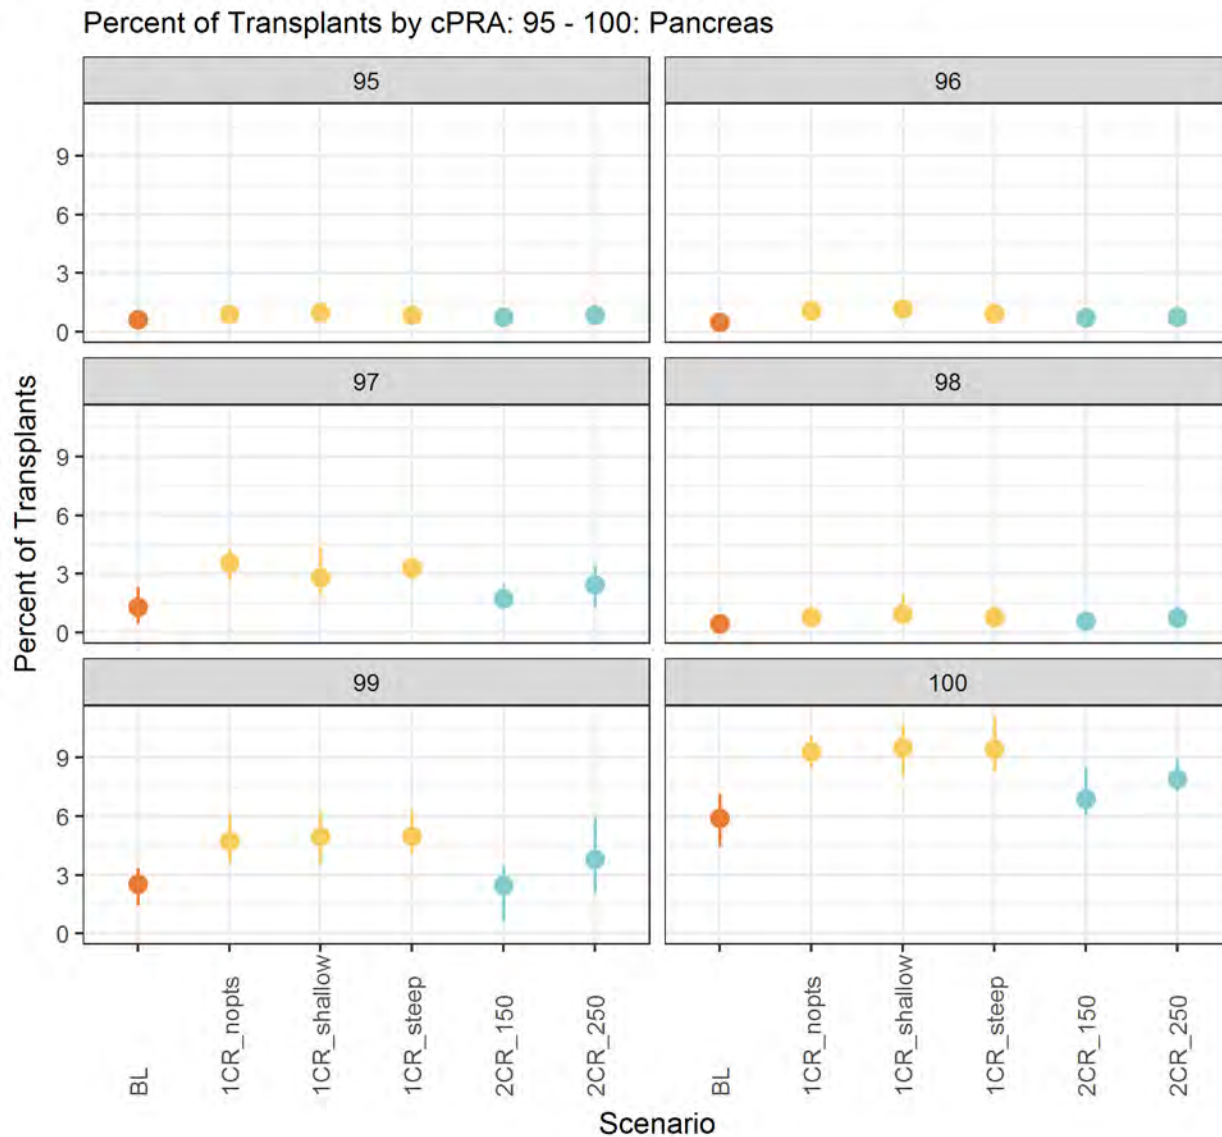 Percent of Transplants by cPRA: 95 - 100: Pancreas
95
96
9
6
3
0
97
98
9
6
3
0
99
100
9
6
3
0
Percent of Transplants
BL
1CR_nopts
1CR_shallow
1CR_steep
2CR_150
2CR_250
BL
1CR_nopts
1CR_shallow
1CR_steep
2CR_150
2CR_250
Scenario